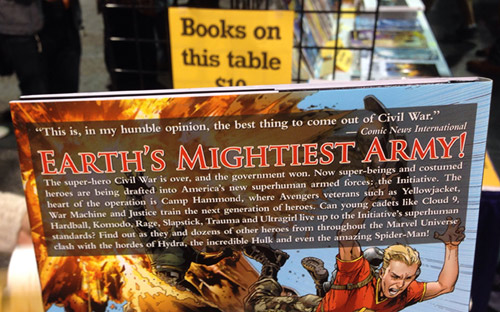 Books on
this table
$10
"This is, in my humble opinion, the best thing to come out of Civil War."
— Comic News International
EARTH'S MIGHTIEST ARMY!
The super-hero Civil War is over, and the government won. Now super-beings and costumed
heroes are being drafted into America's new superhuman armed forces: the Initiative. The
heart of the operation is Camp Hammond, where Avengers veterans such as Yellowjacket,
War Machine and Justice train the next generation of heroes. Can young cadets like Cloud 9,
Hardball, Komodo, Rage, Slapstick, Trauma and Ultragirl live up to the Initiative's superhuman
standards? Find out as they and dozens of other heroes from throughout the Marvel Universe
clash with the hordes of Hydra, the incredible Hulk and even the amazing Spider-Man!